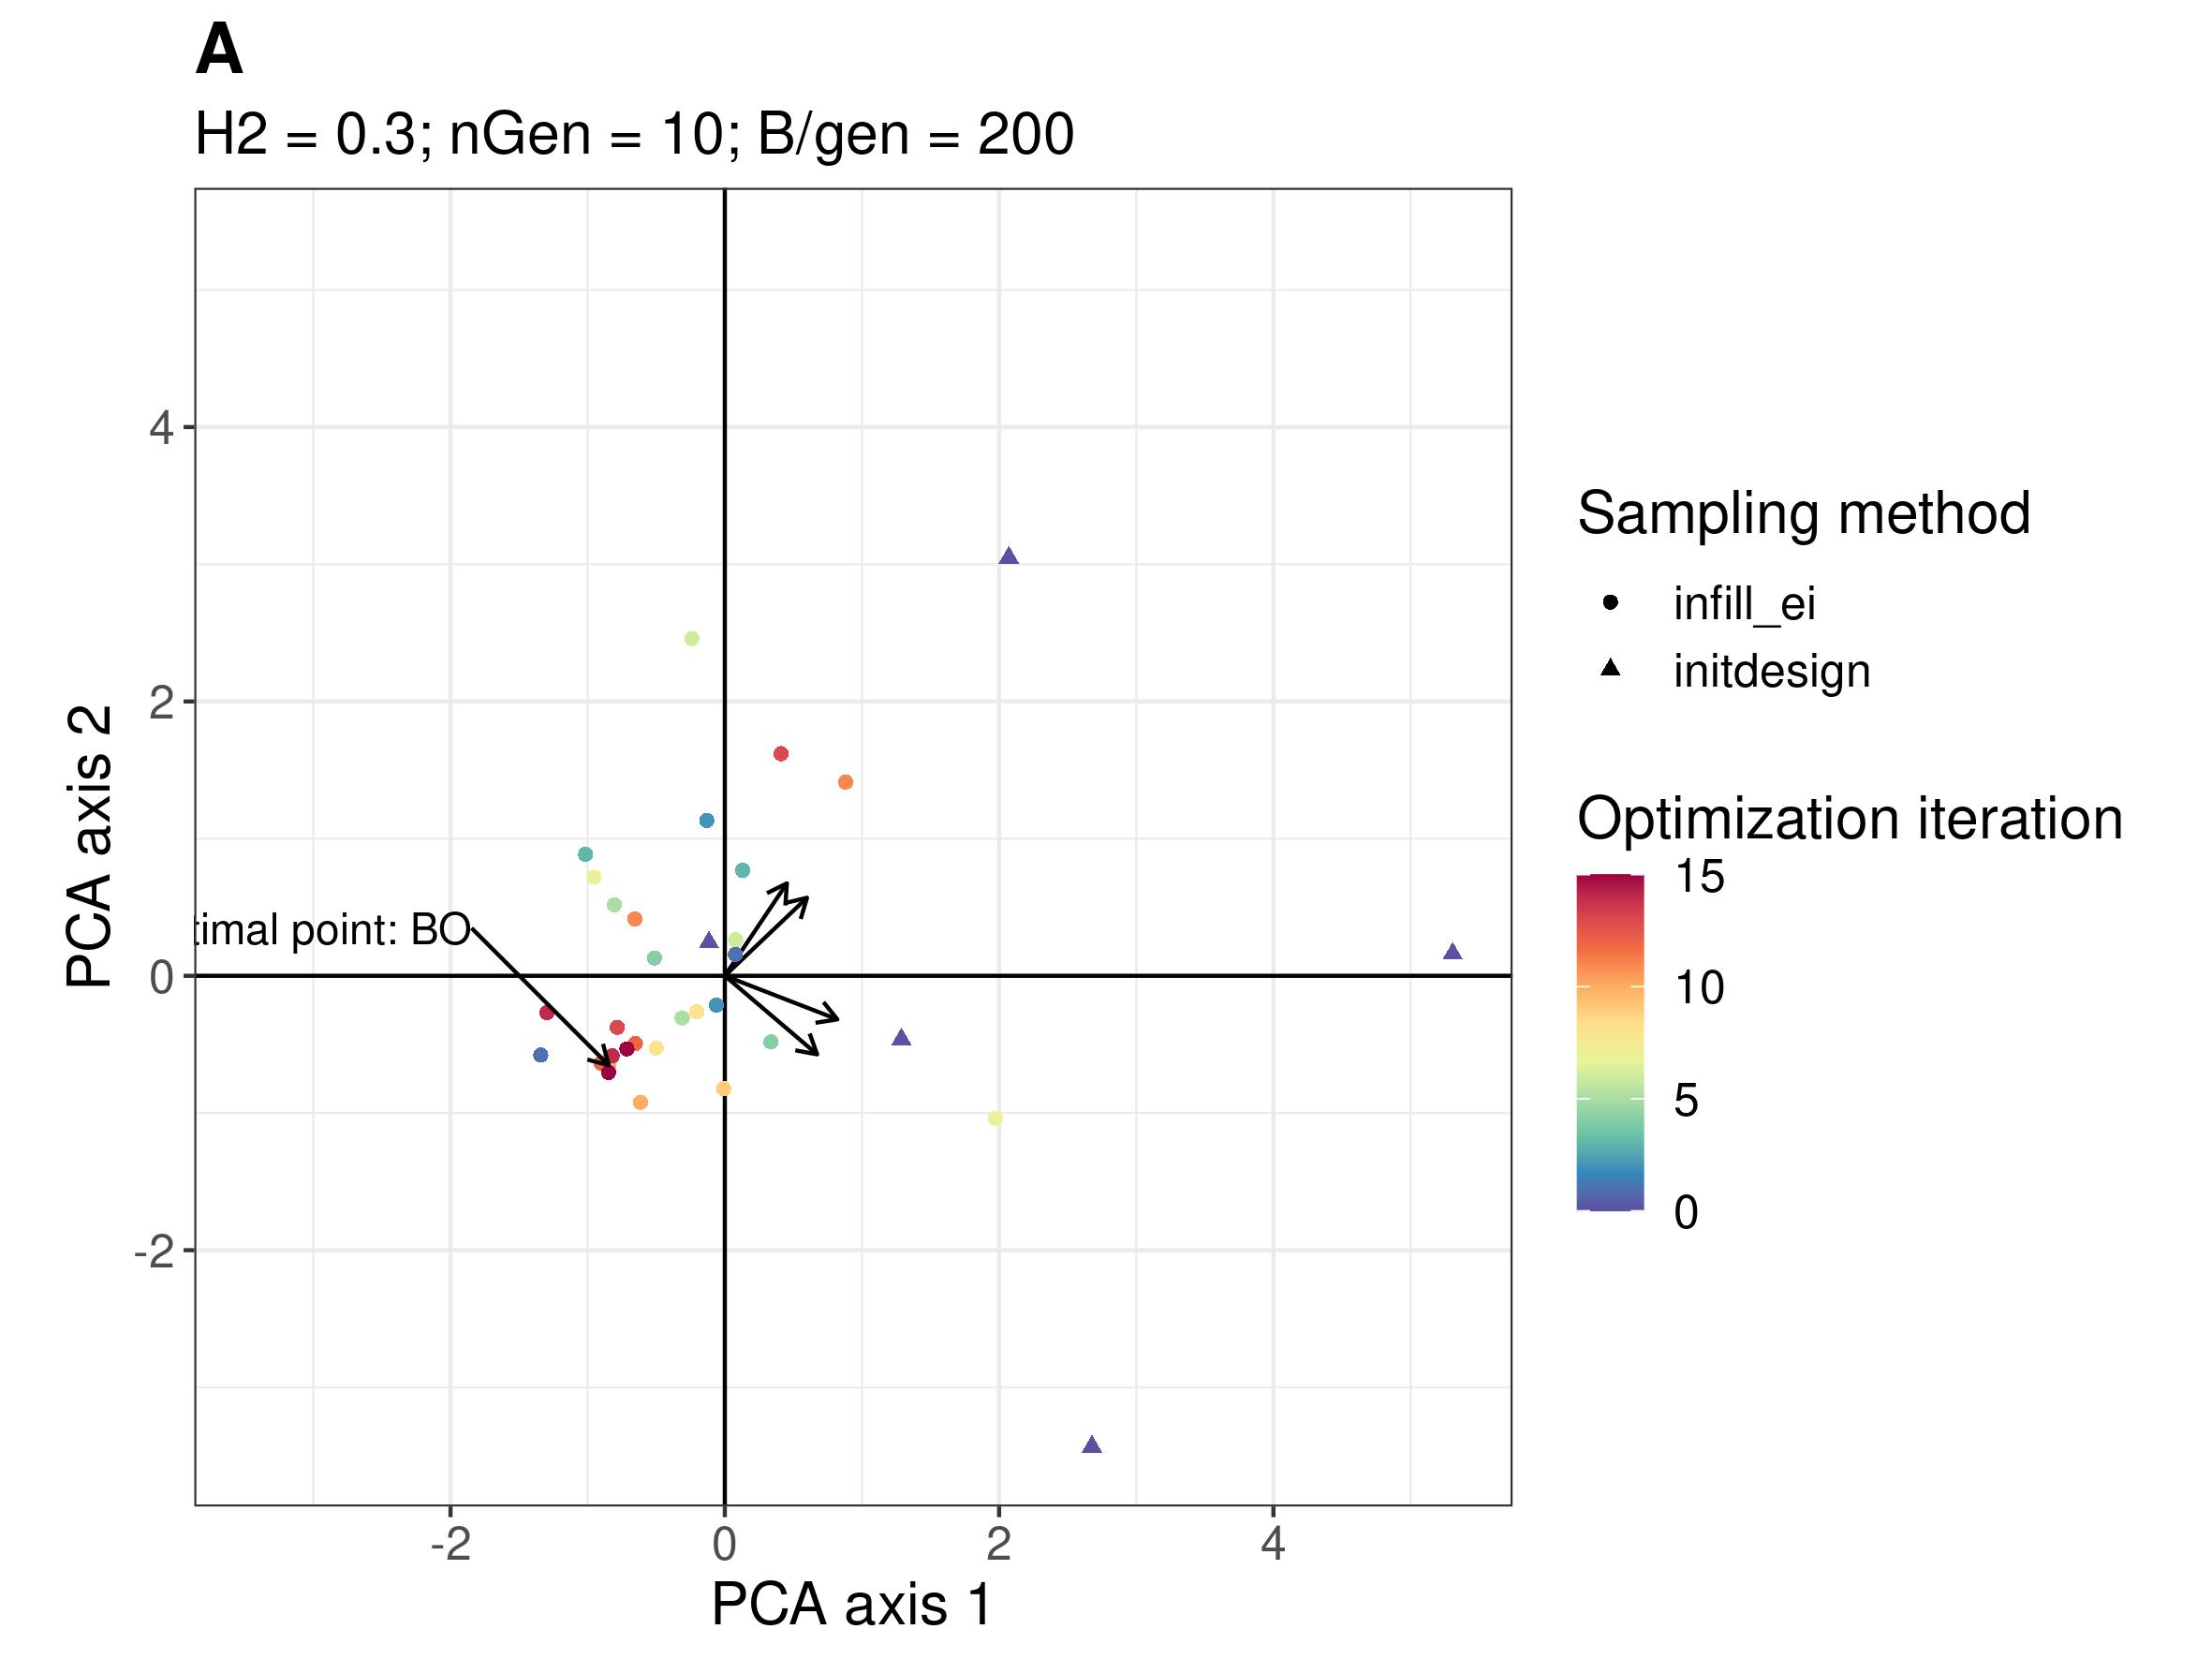 A
H2 = 0.3; nGen = 10; B/gen = 200
PCA axis 2
4
2
0
-2
timal point: BO
-2
0
2
4
PCA axis 1
Sampling method
infill_ei
initdesign
Optimization iteration
15
10
5
0